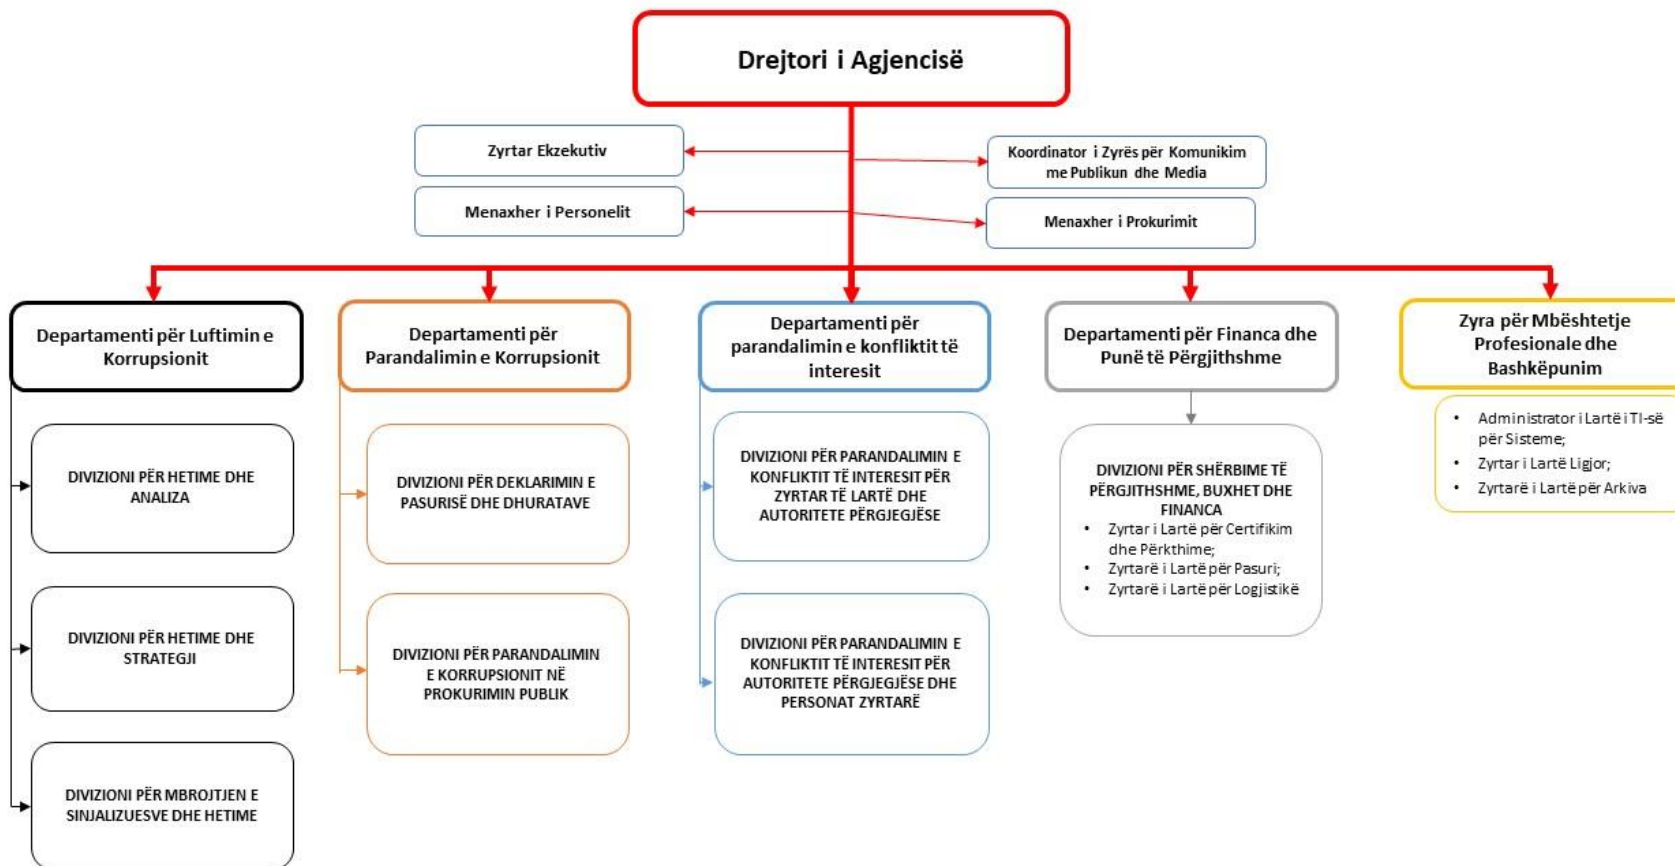 Drejtori i Agjencisë
Zyrtar Ekzekutiv
Koordinator i Zyrës për Komunikim
me Publikun dhe Media
Menaxher i Personelit
Menaxher i Prokurimit
Departamenti për Luftimin e
Korrupsionit
DIVIZIONI PËR HETIME DHE
ANALIZA
DIVIZIONI PËR HETIME DHE
STRATEGJI
DIVIZIONI PËR MBROJTJEN E
SINJALIZUESVE DHE HETIME
Departamenti për
Parandalimin e Korrupsionit
DIVIZIONI PËR DEKLARIMIN E
PASURISË DHE DHURATAVE
DIVIZIONI PËR PARANDALIMIN
E KORRUPSIONIT NË
PROKURIMIN PUBLIK
Departamenti për
parandalimin e konfliktit të
interesit
DIVIZIONI PËR PARANDALIMIN E
KONFLIKTIT TË INTERESIT PËR
ZYRTAR TË LARTË DHE
AUTORITETE PËRGJEGJËSE
DIVIZIONI PËR PARANDALIMIN E
KONFLIKTIT TË INTERESIT PËR
AUTORITETE PËRGJEGJËSE DHE
PERSONAT ZYRTARË
Departamenti për Financa dhe
Punë të Përgjithshme
DIVIZIONI PËR SHËRBIME TË
PËRGJITHSHME, BUXHET DHE
FINANCA
• Zyrtar i Lartë për Certifikim
dhe Përkthime;
• Zyrtarë i Lartë për Pasuri;
• Zyrtarë i Lartë për Logjistikë
Zyra për Mbështetje
Profesionale dhe
Bashkëpunim
• Administrator i Lartë i TI-së
për Sisteme;
• Zyrtar i Lartë Ligjor;
• Zyrtarë i Lartë për Arkiva